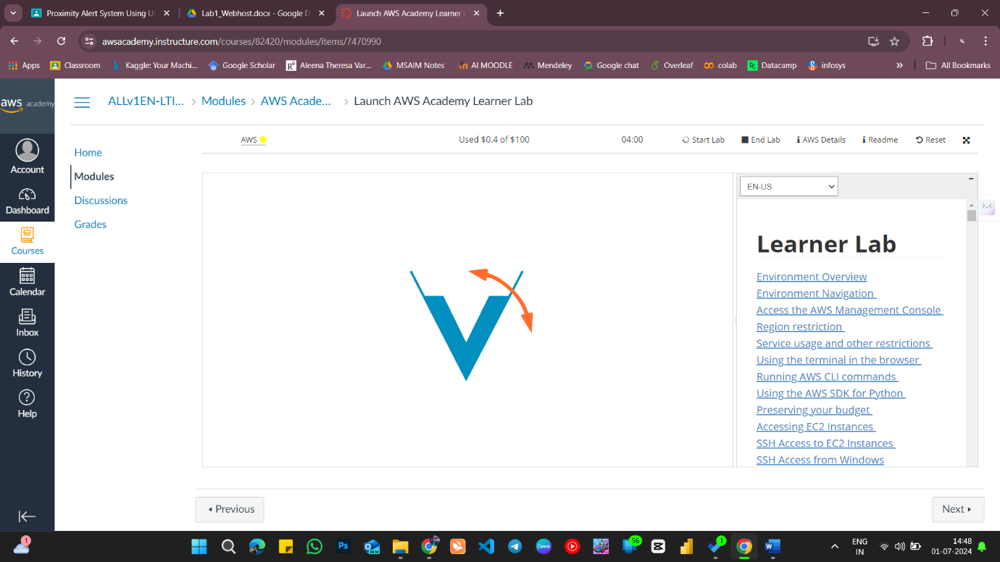 Proximity Alert System Using Ul
Lab1_Webhost.docx - Google D
Launch AWS Academy Learner
awsacademy.instructure.com/courses/82420/modules/items/7470990
Apps
Classroom
Kaggle: Your Machi...
Google Scholar
Aleena Theresa Var...
MSAIM Notes
AI MOODLE
Mendeley
Google chat
Overleaf
colab
Datacamp
infosys
All Bookmarks
aws academy
ALLv1EN-LTI... > Modules > AWS Acade... > Launch AWS Academy Learner Lab
Account
Dashboard
Courses
Calendar
Inbox
History
Help
Home
Modules
Discussions
Grades
AWS
Used $0.4 of $100
04:00
Start Lab
End Lab
AWS Details
Readme
Reset
EN-US
Learner Lab
Environment Overview
Environment Navigation
Access the AWS Management Console
Region restriction
Service usage and other restrictions
Using the terminal in the browser
Running AWS CLI commands
Using the AWS SDK for Python
Preserving your budget
Accessing EC2 Instances
SSH Access to EC2 Instances
SSH Access from Windows
Previous
Next
1
Ps
NEW
Canva
56
1
W
ENG
IN
14:48
01-07-2024